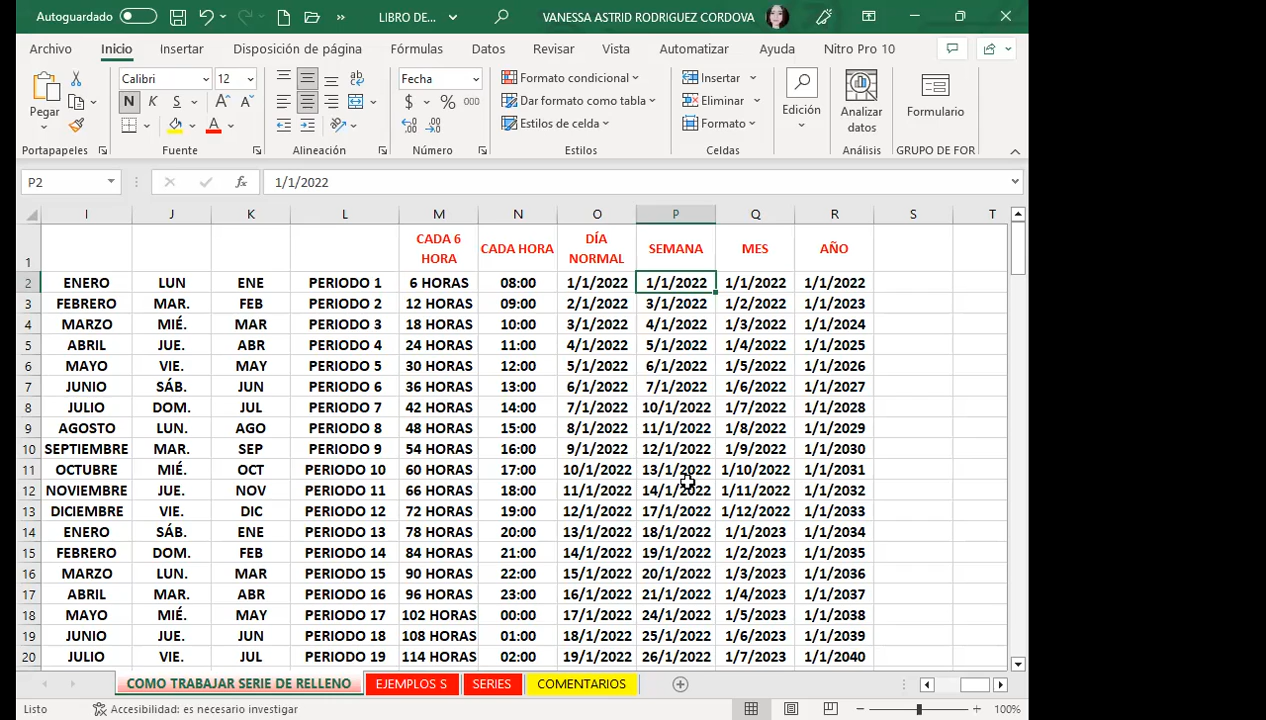 Autoguardado LIBRO DE... VANESSA ASTRID RODRIGUEZ CORDOVA
Archivo Inicio Insertar Disposición de página Fórmulas Datos Revisar Vista Automatizar Ayuda Nitro Pro 10
Pegar Calibri 12 Fecha Formato condicional Insertar Edición Analizar datos Formulario
N K S $ % 000 Dar formato como tabla Eliminar
Estilos de celda Formato
Portapapeles Fuente Alineación Número Estilos Celdas Análisis GRUPO DE FOR
P2 fx 1/1/2022
I J K L M N O P Q R S T
1 CADA 6 HORA CADA HORA DÍA NORMAL SEMANA MES AÑO
2 ENERO LUN ENE PERIODO 1 6 HORAS 08:00 1/1/2022 1/1/2022 1/1/2022 1/1/2022
3 FEBRERO MAR. FEB PERIODO 2 12 HORAS 09:00 2/1/2022 3/1/2022 1/2/2022 1/1/2023
4 MARZO MIÉ. MAR PERIODO 3 18 HORAS 10:00 3/1/2022 4/1/2022 1/3/2022 1/1/2024
5 ABRIL JUE. ABR PERIODO 4 24 HORAS 11:00 4/1/2022 5/1/2022 1/4/2022 1/1/2025
6 MAYO VIE. MAY PERIODO 5 30 HORAS 12:00 5/1/2022 6/1/2022 1/5/2022 1/1/2026
7 JUNIO SÁB. JUN PERIODO 6 36 HORAS 13:00 6/1/2022 7/1/2022 1/6/2022 1/1/2027
8 JULIO DOM. JUL PERIODO 7 42 HORAS 14:00 7/1/2022 10/1/2022 1/7/2022 1/1/2028
9 AGOSTO LUN. AGO PERIODO 8 48 HORAS 15:00 8/1/2022 11/1/2022 1/8/2022 1/1/2029
10 SEPTIEMBRE MAR. SEP PERIODO 9 54 HORAS 16:00 9/1/2022 12/1/2022 1/9/2022 1/1/2030
11 OCTUBRE MIÉ. OCT PERIODO 10 60 HORAS 17:00 10/1/2022 13/1/2022 1/10/2022 1/1/2031
12 NOVIEMBRE JUE. NOV PERIODO 11 66 HORAS 18:00 11/1/2022 14/1/2022 1/11/2022 1/1/2032
13 DICIEMBRE VIE. DIC PERIODO 12 72 HORAS 19:00 12/1/2022 17/1/2022 1/12/2022 1/1/2033
14 ENERO SÁB. ENE PERIODO 13 78 HORAS 20:00 13/1/2022 18/1/2022 1/1/2023 1/1/2034
15 FEBRERO DOM. FEB PERIODO 14 84 HORAS 21:00 14/1/2022 19/1/2022 1/2/2023 1/1/2035
16 MARZO LUN. MAR PERIODO 15 90 HORAS 22:00 15/1/2022 20/1/2022 1/3/2023 1/1/2036
17 ABRIL MAR. ABR PERIODO 16 96 HORAS 23:00 16/1/2022 21/1/2022 1/4/2023 1/1/2037
18 MAYO MIÉ. MAY PERIODO 17 102 HORAS 00:00 17/1/2022 24/1/2022 1/5/2023 1/1/2038
19 JUNIO JUE. JUN PERIODO 18 108 HORAS 01:00 18/1/2022 25/1/2022 1/6/2023 1/1/2039
20 JULIO VIE. JUL PERIODO 19 114 HORAS 02:00 19/1/2022 26/1/2022 1/7/2023 1/1/2040
COMO TRABAJAR SERIE DE RELLENO EJEMPLOS S SERIES COMENTARIOS
Listo Accesibilidad: es necesario investigar 100%